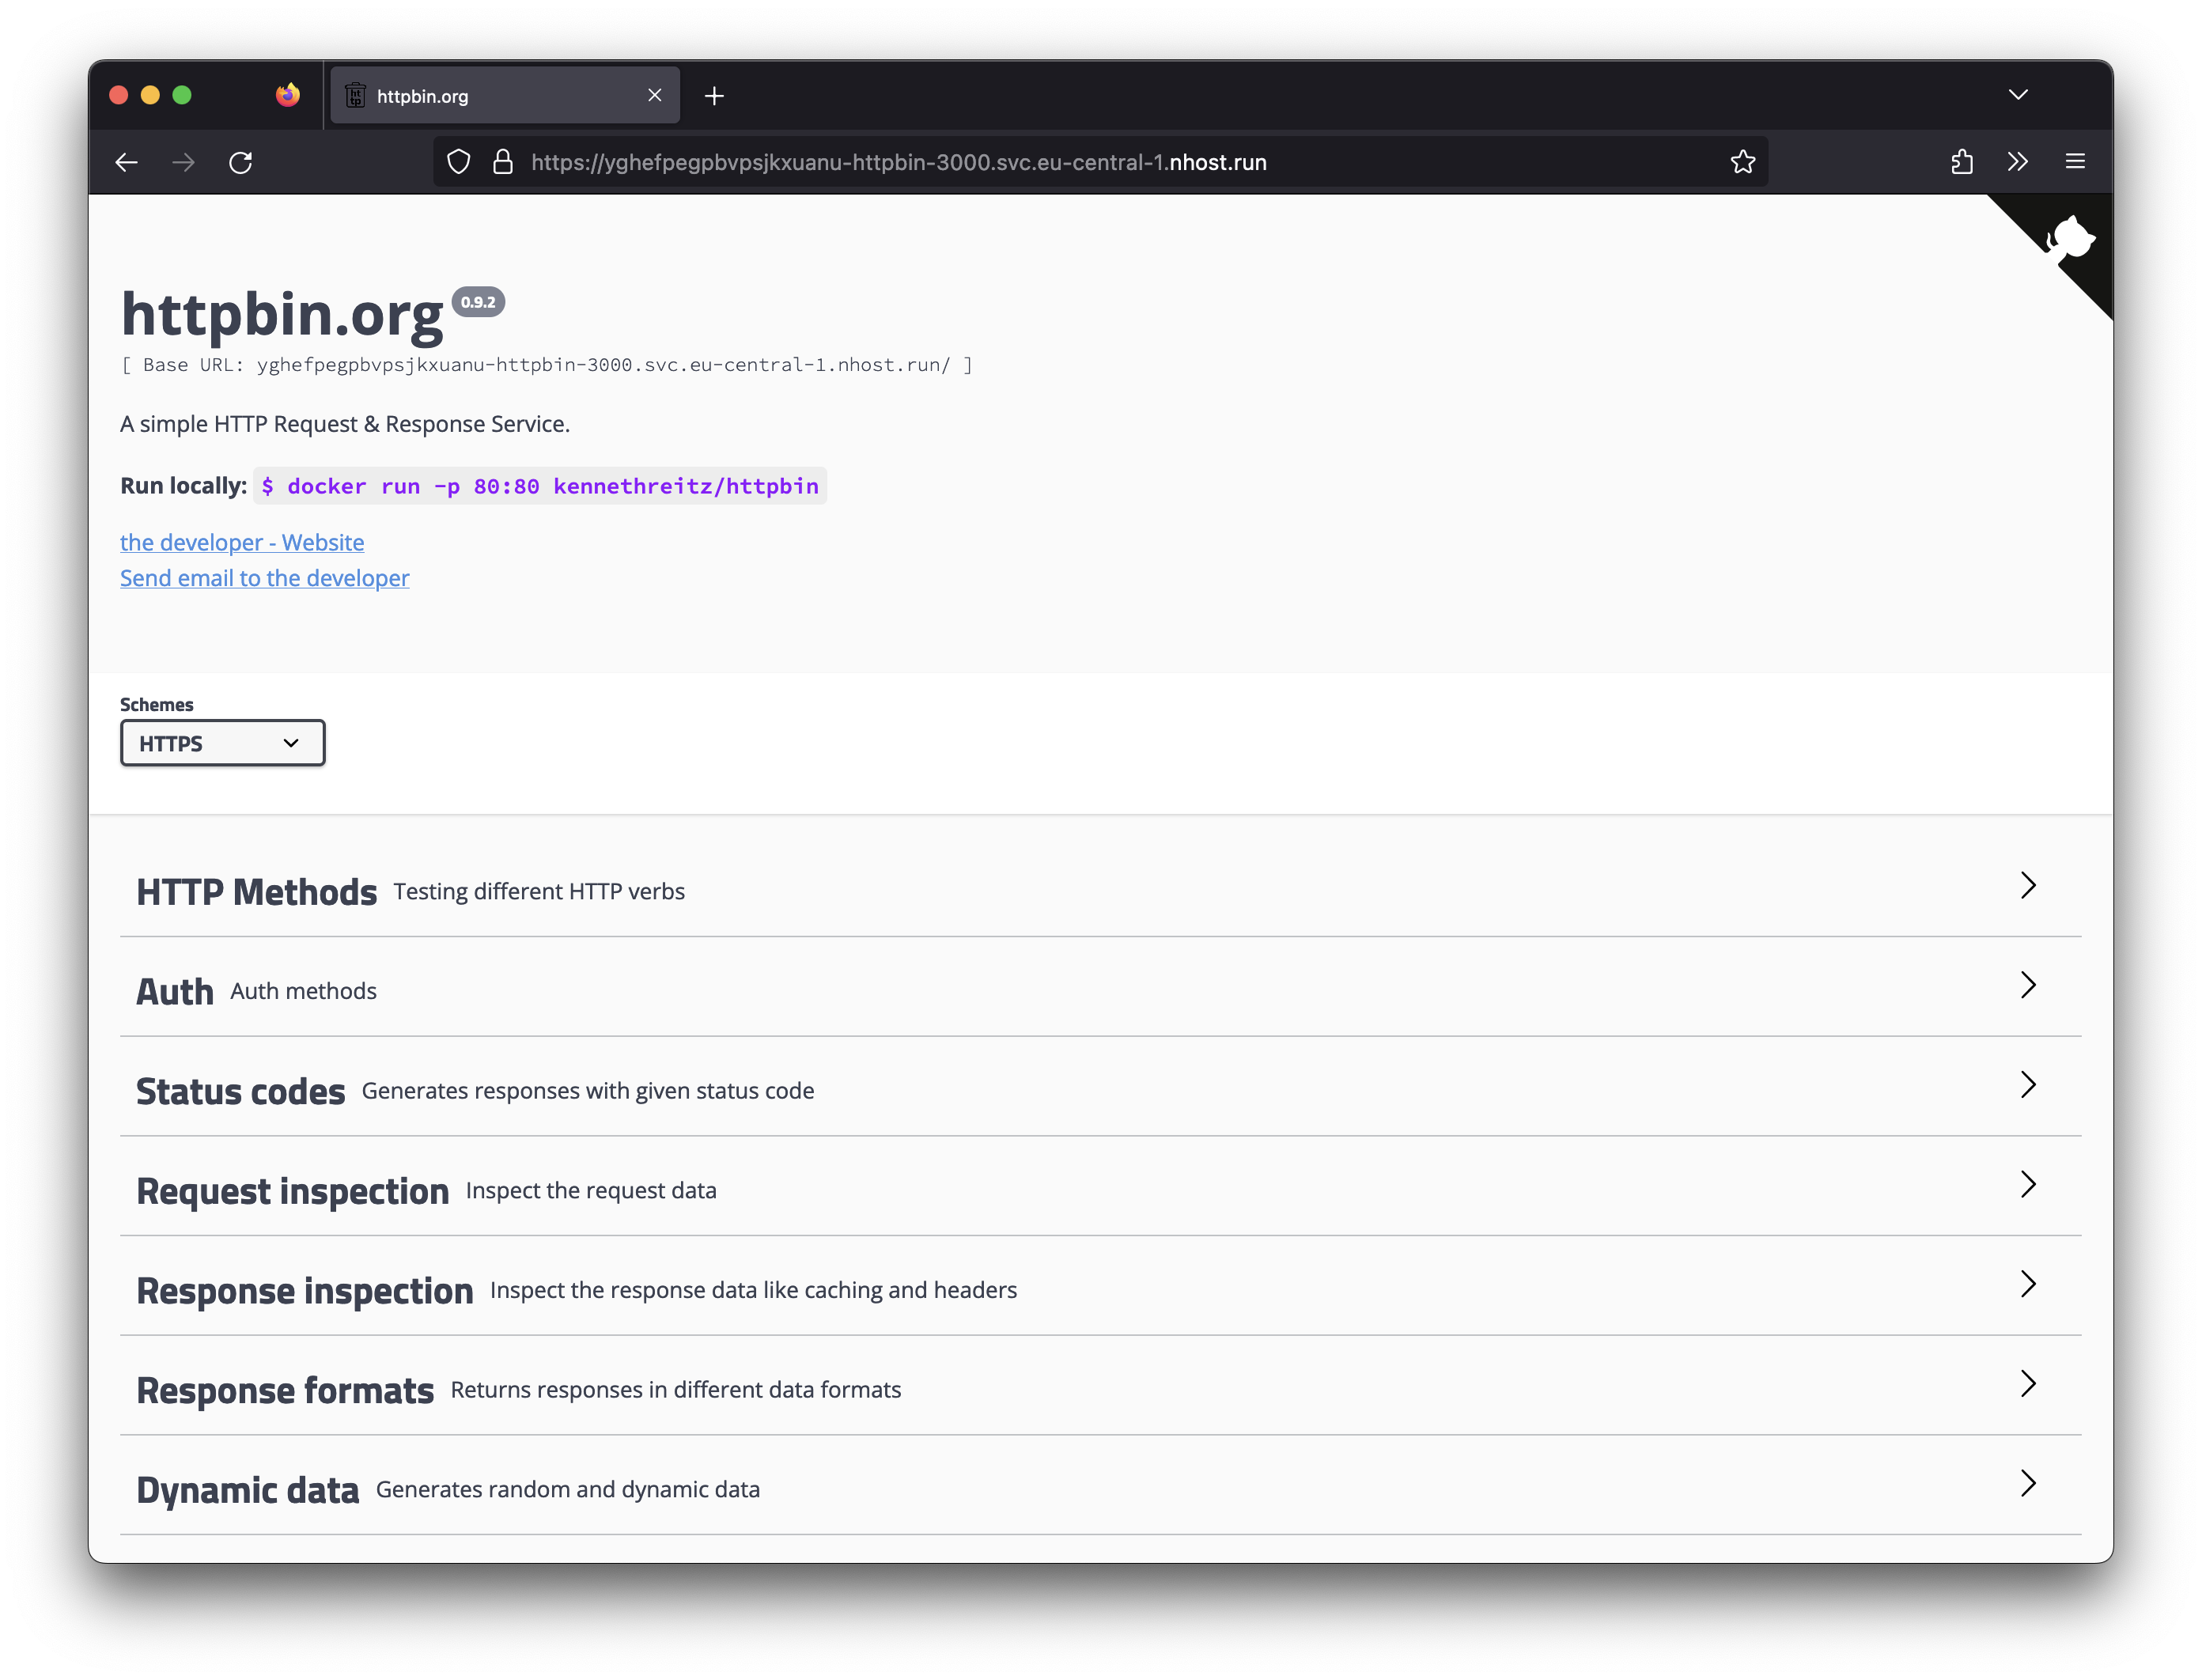 httpbin.org
https://yghefpegpbvpsjkxuanu-httpbin-3000.svc.eu-central-1.nhost.run
httpbin.org 0.9.2
[ Base URL: yghefpegpbvpsjkxuanu-httpbin-3000.svc.eu-central-1.nhost.run/ ]
A simple HTTP Request & Response Service.
Run locally: $ docker run -p 80:80 kennethreitz/httpbin
the developer - Website
Send email to the developer
Schemes
HTTPS
HTTP Methods Testing different HTTP verbs
Auth Auth methods
Status codes Generates responses with given status code
Request inspection Inspect the request data
Response inspection Inspect the response data like caching and headers
Response formats Returns responses in different data formats
Dynamic data Generates random and dynamic data